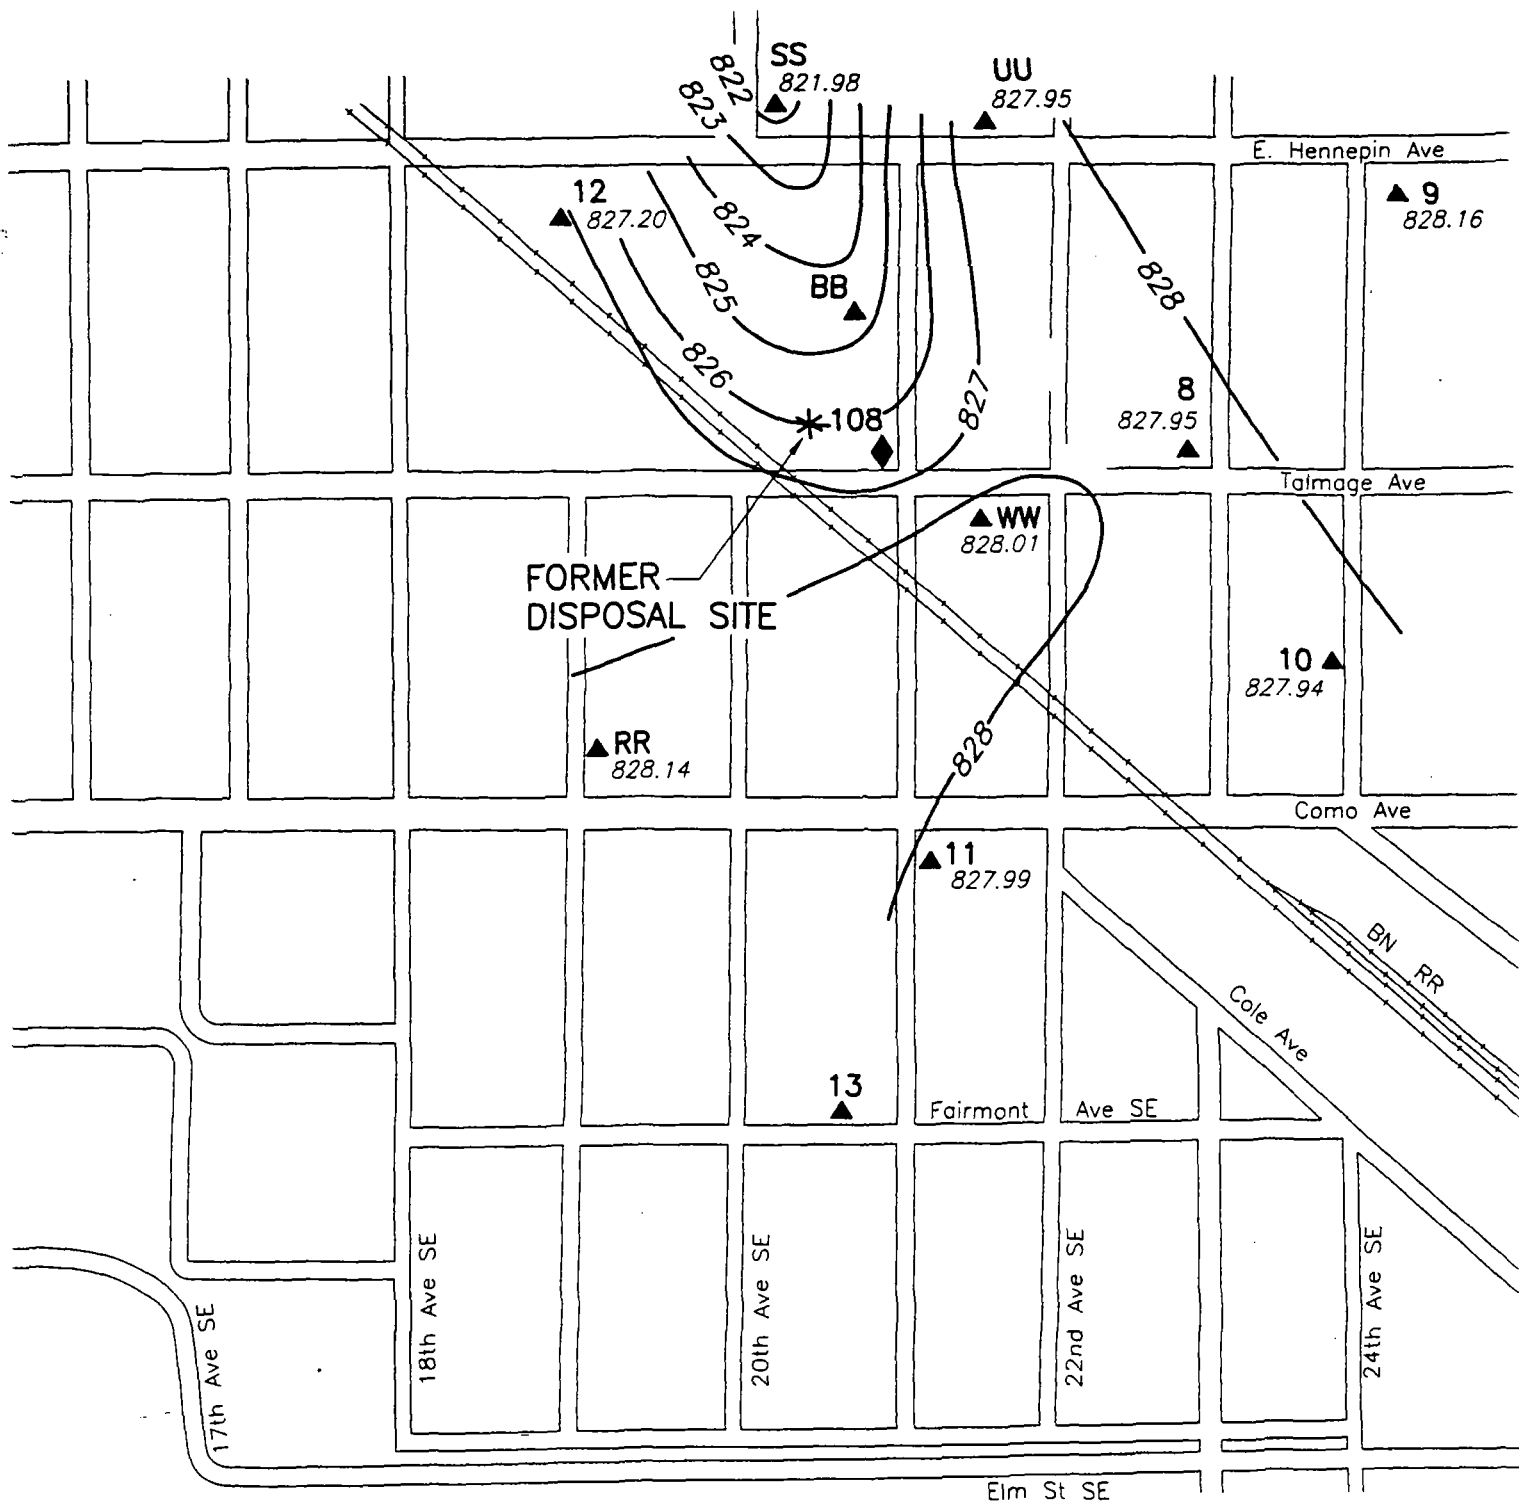 SS
821.98
UU
827.95
822
823
E. Hennepin Ave
12
827.20
9
828.16
824
825
BB
828
826
827
8
827.95
108
Talmage Ave
WW
828.01
FORMER
DISPOSAL SITE
10
827.94
RR
828.14
828
Como Ave
11
827.99
BN RR
Cole Ave
13
Fairmont Ave SE
17th Ave SE
18th Ave SE
20th Ave SE
22nd Ave SE
24th Ave SE
Elm St SE